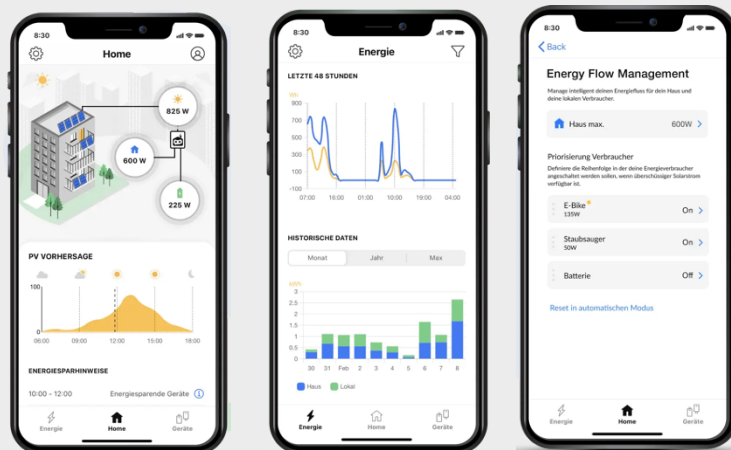 8:30
Home
825 W
600 W
225 W
PV VORHERSAGE
100
0
06:00 09:00 12:00 15:00 18:00
ENERGIESPARHINWEISE
10:00 - 12:00 Energiesparende Geräte
Energie Home Geräte
8:30
Energie
LETZTE 48 STUNDEN
Wh
800
700
500
300
100
-100
07:00 16:00 01:00 10:00 19:00 04:00
HISTORISCHE DATEN
Monat Jahr Max
kWh
3
2.5
2
1.5
1
0.5
0
30 31 Feb 2 3 4 5 6 7 8
Haus Lokal
Energie Home Geräte
8:30
Back
Energy Flow Management
Manage intelligent deinen Energiefluss für dein Haus und
deine lokalen Verbraucher.
Haus max. 600W
Priorisierung Verbraucher
Definiere die Reihenfolge in der deine Energieverbraucher
angeschaltet werden sollen, wenn überschüssiger Solarstrom
verfügbar ist.
E-Bike On
135W
Staubsauger On
50W
Batterie Off
Reset in automatischen Modus
Energie Home Geräte